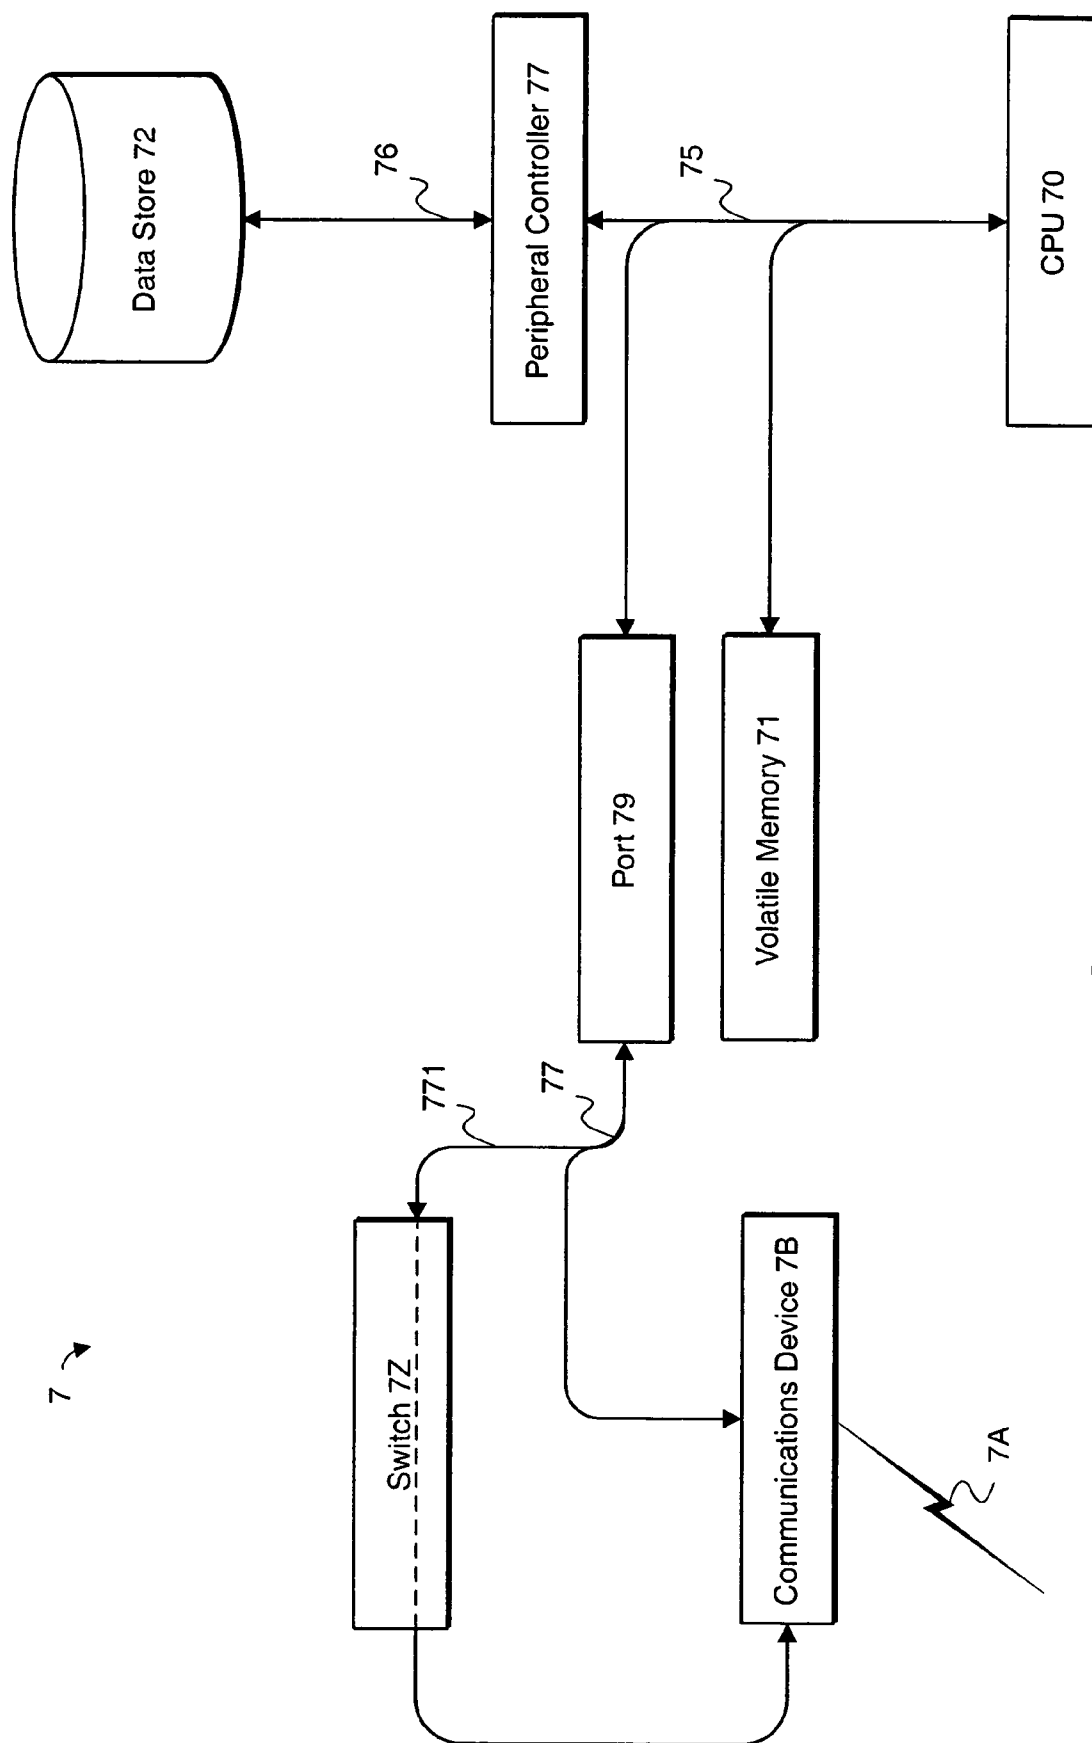 7
Switch 7Z
771
77
Communications Device 7B
7A
Port 79
Volatile Memory 71
Data Store 72
76
Peripheral Controller 77
75
CPU 70